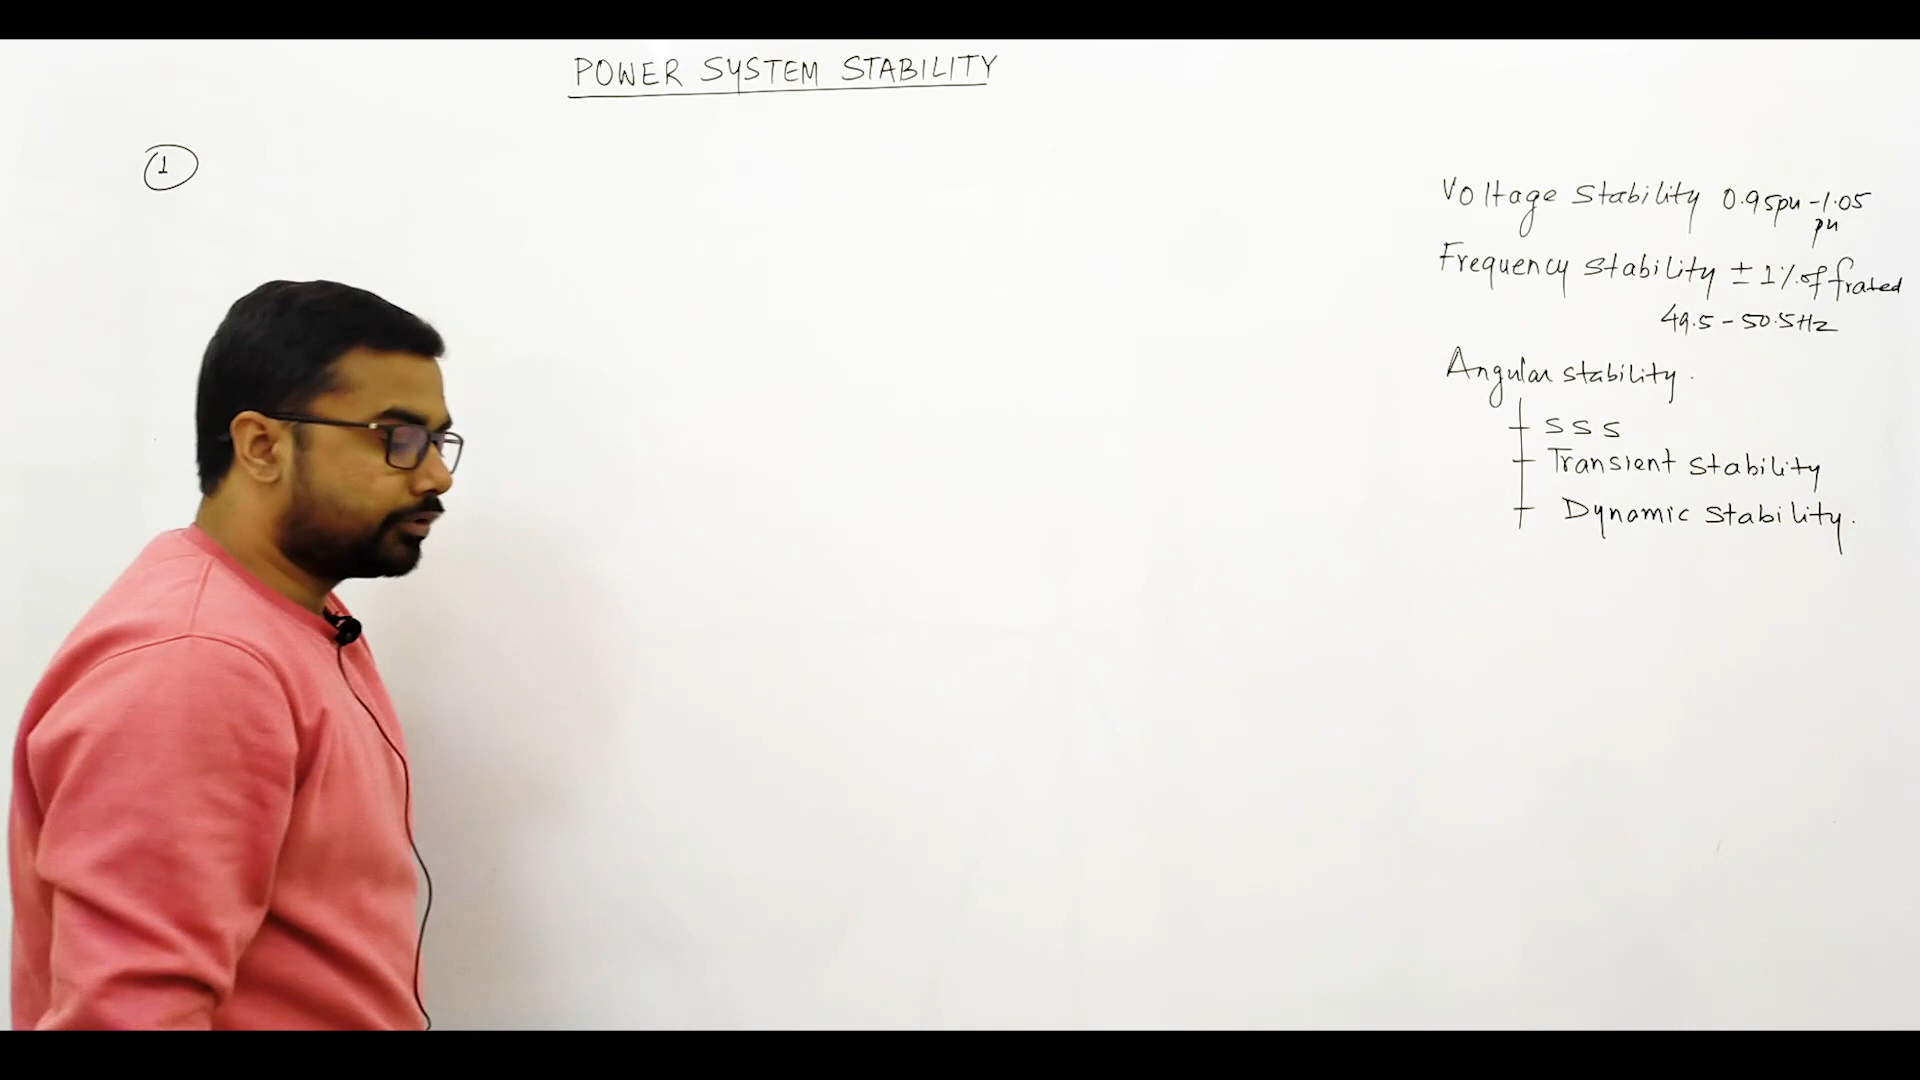 POWER SYSTEM STABILITY
1
Voltage Stability 0.95pu-1.05
pu
Frequency stability ± 1% of frated
49.5 - 50.5Hz
Angular stability.
SSS
Transient stability
Dynamic stability.